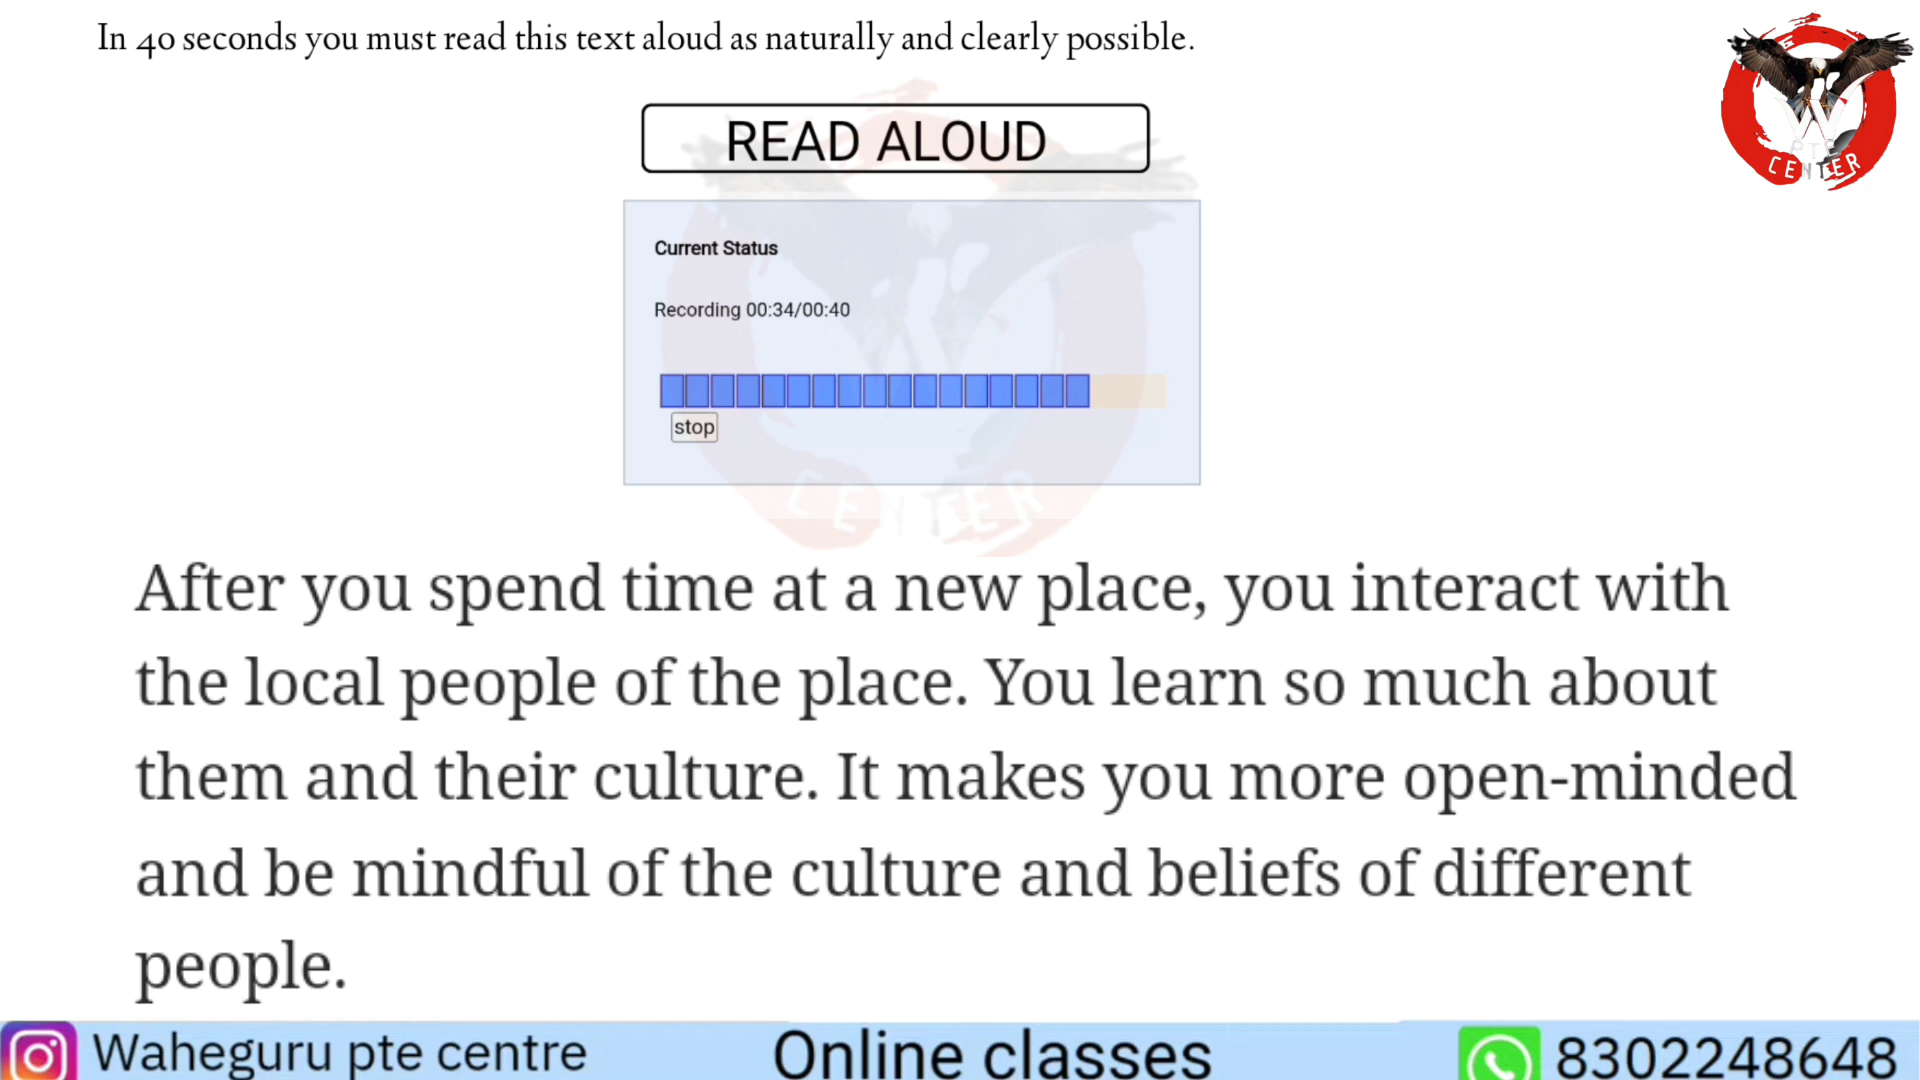 In 40 seconds you must read this text aloud as naturally and clearly possible.
READ ALOUD
Current Status
Recording 00:34/00:40
stop
After you spend time at a new place, you interact with
the local people of the place. You learn so much about
them and their culture. It makes you more open-minded
and be mindful of the culture and beliefs of different
people.
W
PTE
CENTER
CENTER
Waheguru pte centre
Online classes
8302248648